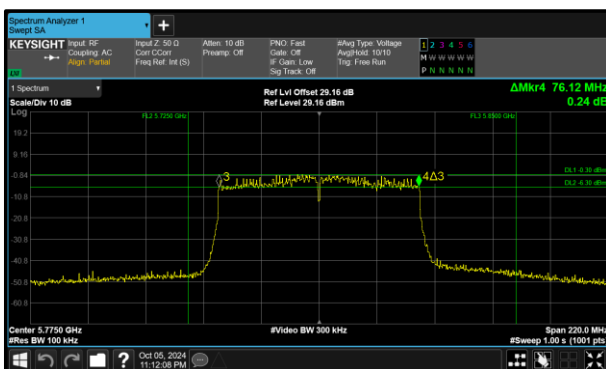 Spectrum Analyzer 1
Swept SA
KEYSIGHT Input: RF Input Z: 50 Ω Atten: 10 dB PNO: Fast #Avg Type: Voltage 1 2 3 4 5 6
Coupling: AC Corr CCorr Preamp: Off Gate: Off Avg|Hold: 10/10 M W W W W W
Align: Partial Freq Ref: Int (S) IF Gain: Low Trig: Free Run
Sig Track: Off P N N N N N
1 Spectrum Ref Lvl Offset 29.16 dB ΔMkr4 76.12 MHz
Scale/Div 10 dB Ref Level 29.16 dBm 0.24 dB
Log
FL2 5.7250 GHz FL3 5.8500 GHz
19.2
9.16
-0.84 3 4Δ3 DL1 -0.30 dBm
DL2 -6.30 dBm
-10.8
-20.8
-30.8
-40.8
-50.8
-60.8
Center 5.7750 GHz #Video BW 300 kHz Span 220.0 MHz
#Res BW 100 kHz #Sweep 1.00 s (1001 pts
? Oct 05, 2024
11:12:08 PM